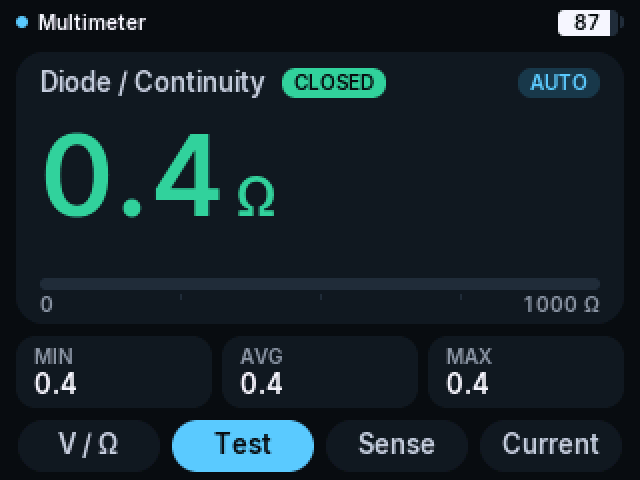 Multimeter 87
Diode / Continuity CLOSED AUTO
0.4 Ω
0 1000 Ω
MIN AVG MAX
0.4 0.4 0.4
V / Ω Test Sense Current